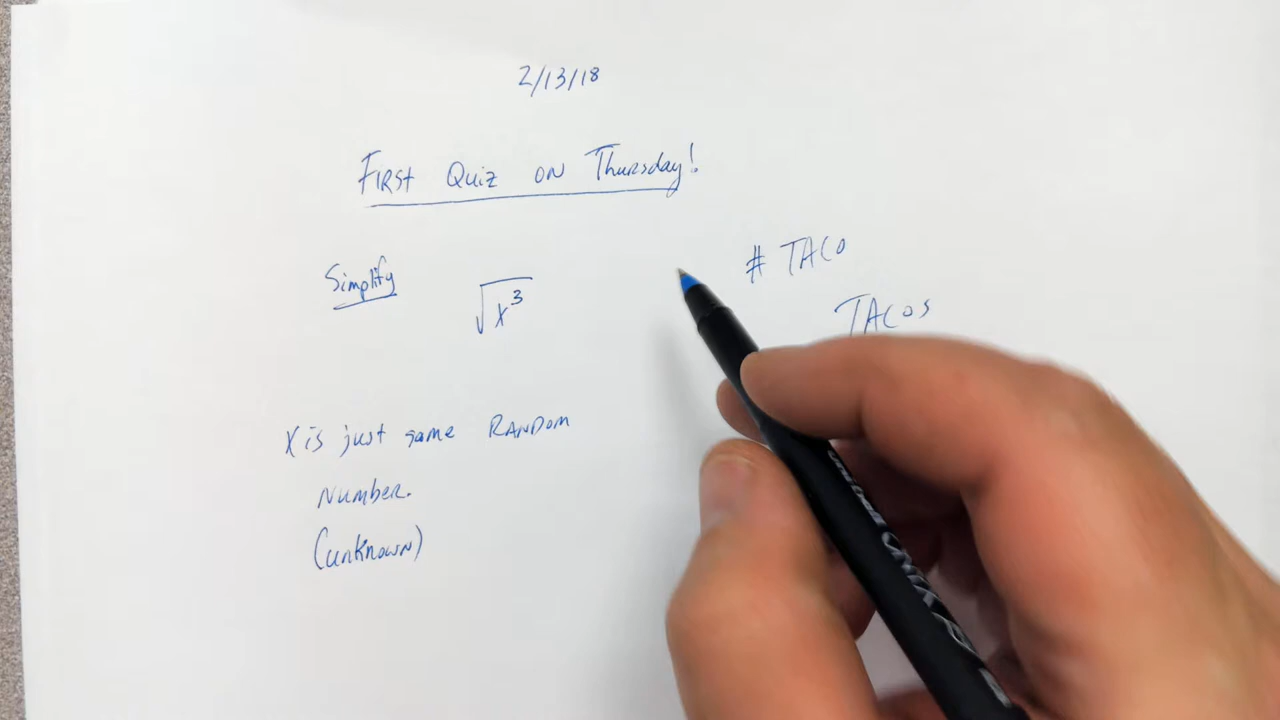 2/13/18
First Quiz on Thursday!
Simplify √x³
# TACO
TACOS
X is just some RANDOM
Number.
(unknown)